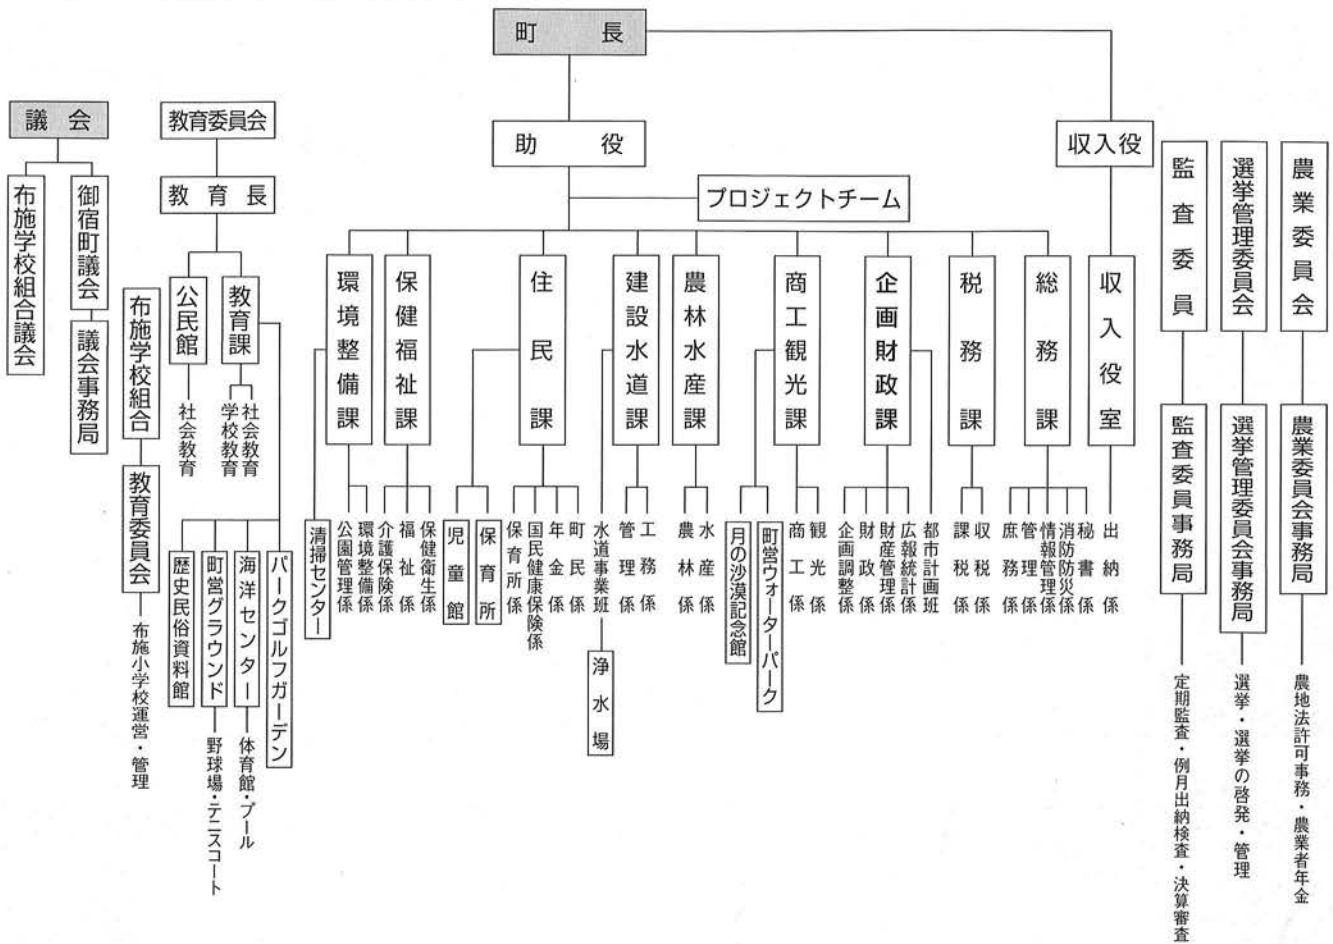 町長
議会
教育委員会
助役
収入役
教育長
プロジェクトチーム
農業委員会
選挙管理委員会
監査委員
収入役室
総務課
税務課
企画財政課
商工観光課
農林水産課
建設水道課
住民課
保健福祉課
環境整備課
教育課
公民館
御宿町議会
布施学校組合議会
議会事務局
布施学校組合
教育委員会
農業委員会事務局
選挙管理委員会事務局
監査委員事務局
社会教育
学校教育
社会教育
出納係
秘書係
消防防災係
情報管理係
管理係
庶務係
収税係
課税係
都市計画班
広報統計係
財産管理係
財政係
企画調整係
観光係
商工係
町営ウォーターパーク
月の沙漠記念館
水産係
農林係
工務係
管理係
水道事業班
浄水場
町民係
年金係
国民健康保険係
保育所係
保育所
児童館
保健衛生係
福祉係
介護保険係
環境整備係
公園管理係
清掃センター
パークゴルフガーデン
海洋センター
体育館・プール
町営グラウンド
野球場・テニスコート
歴史民俗資料館
布施小学校運営・管理
農地法許可事務・農業者年金
選挙・選挙の啓発・管理
定期監査・例月出納検査・決算審査